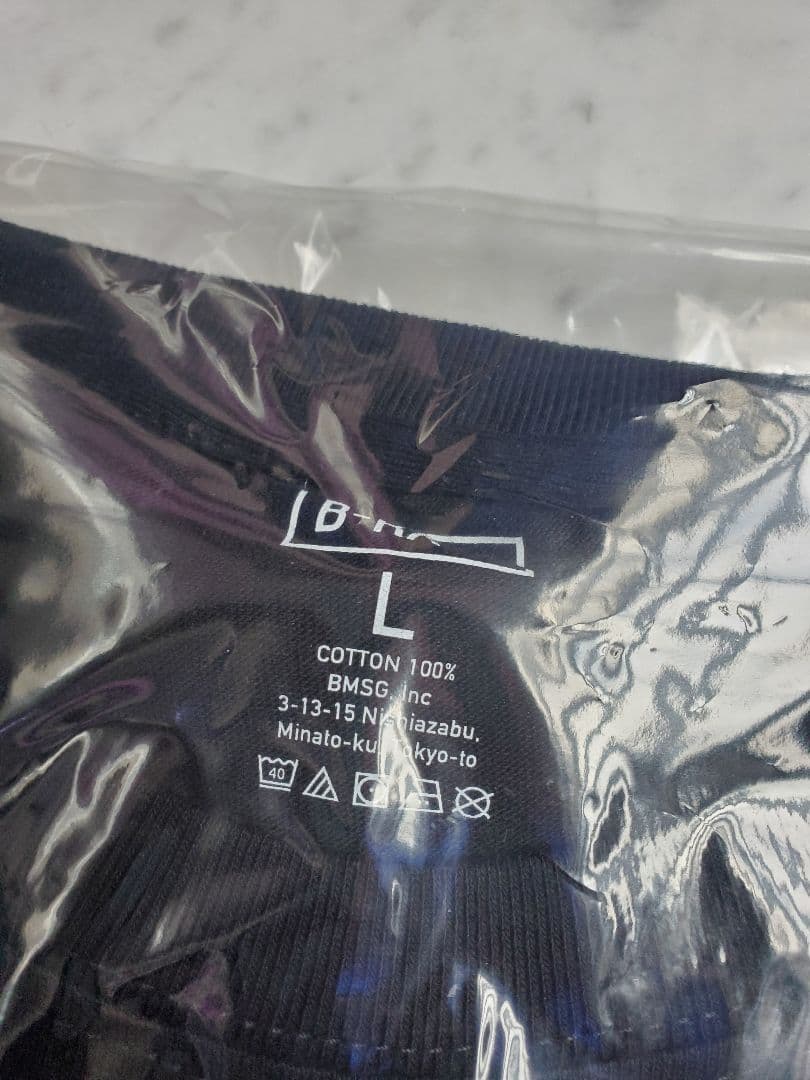 L
COTTON 100%
BMSG, Inc
3-13-15 Nishiazabu,
Minato-ku, Tokyo-to
40